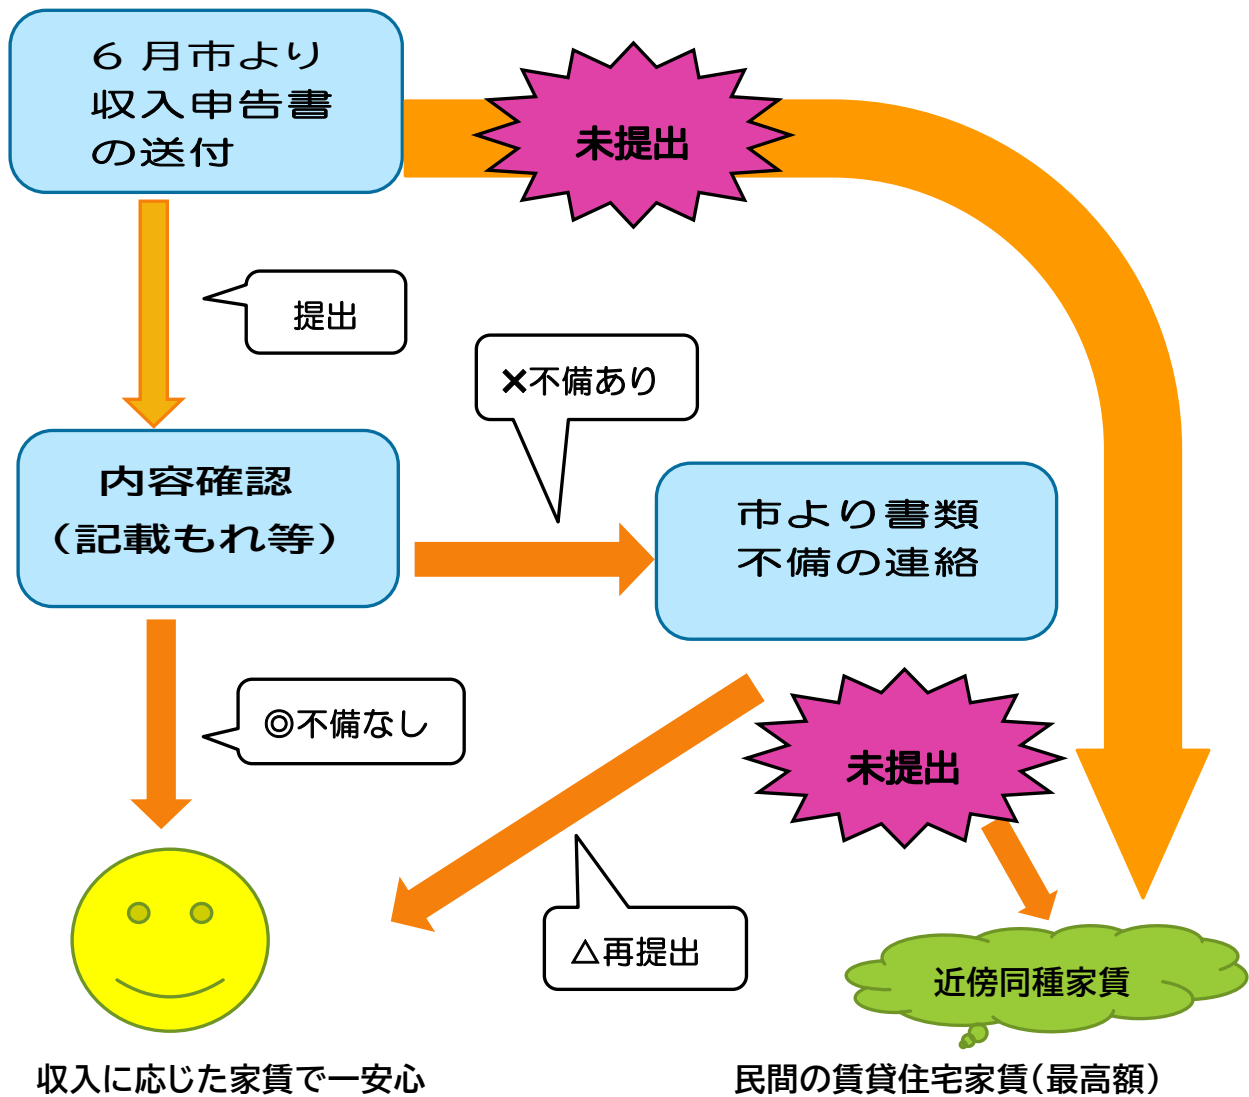 6 月市より
収入申告書
の送付
未提出
提出
×不備あり
内容確認
（記載もれ等）
市より書類
不備の連絡
◎不備なし
未提出
△再提出
近傍同種家賃
収入に応じた家賃で一安心
民間の賃貸住宅家賃（最高額）